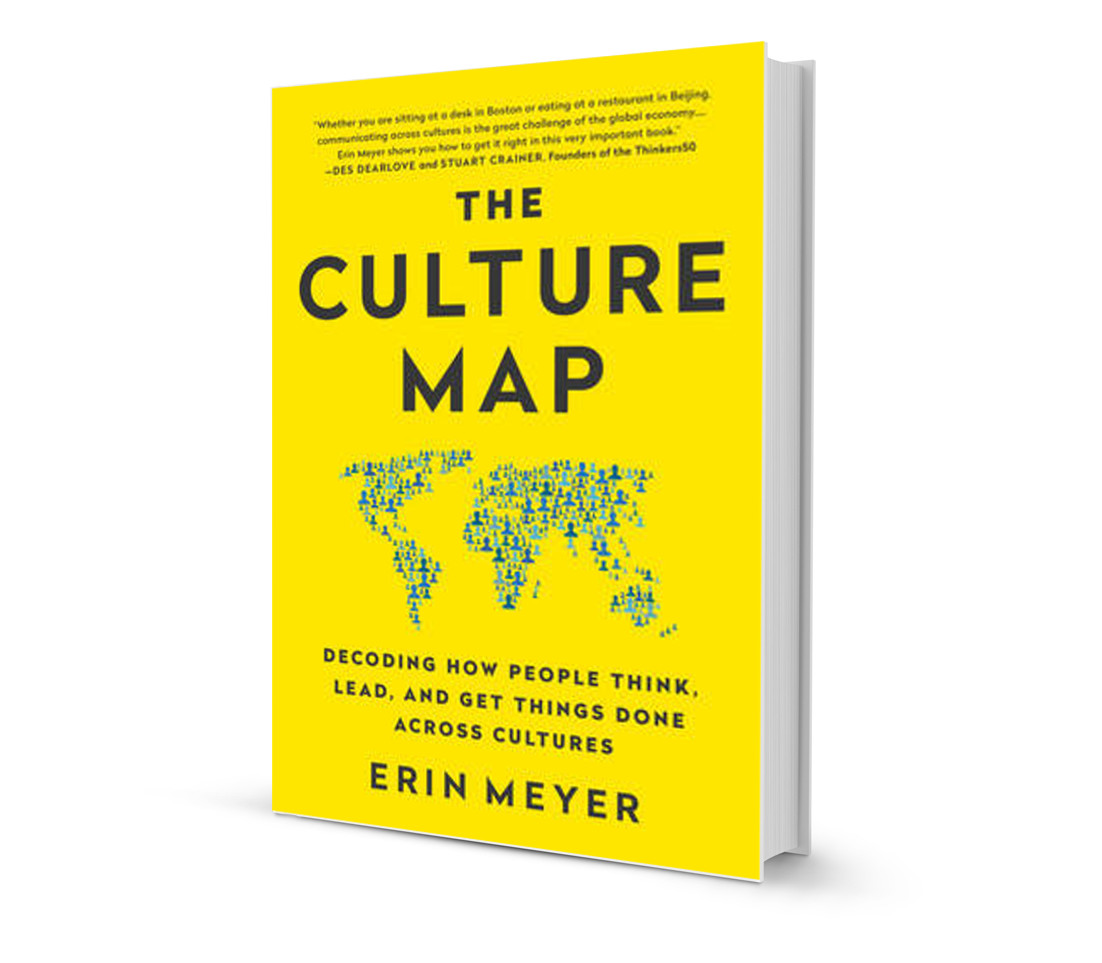 "Whether you are sitting at a desk in Boston or eating at a restaurant in Beijing,
communicating across cultures is the great challenge of the global economy—
Erin Meyer shows you how to get it right in this very important book."
—DES DEARLOVE and STUART CRAINER, Founders of the Thinkers50
THE
CULTURE
MAP
DECODING HOW PEOPLE THINK,
LEAD, AND GET THINGS DONE
ACROSS CULTURES
ERIN MEYER